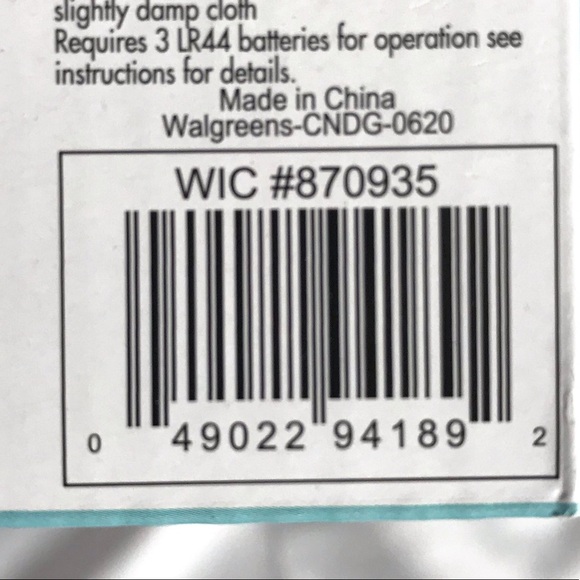 slightly damp cloth
Requires 3 LR44 batteries for operation see
instructions for details.
Made in China
Walgreens-CNDG-0620
WIC #870935
0 49022 94189 2